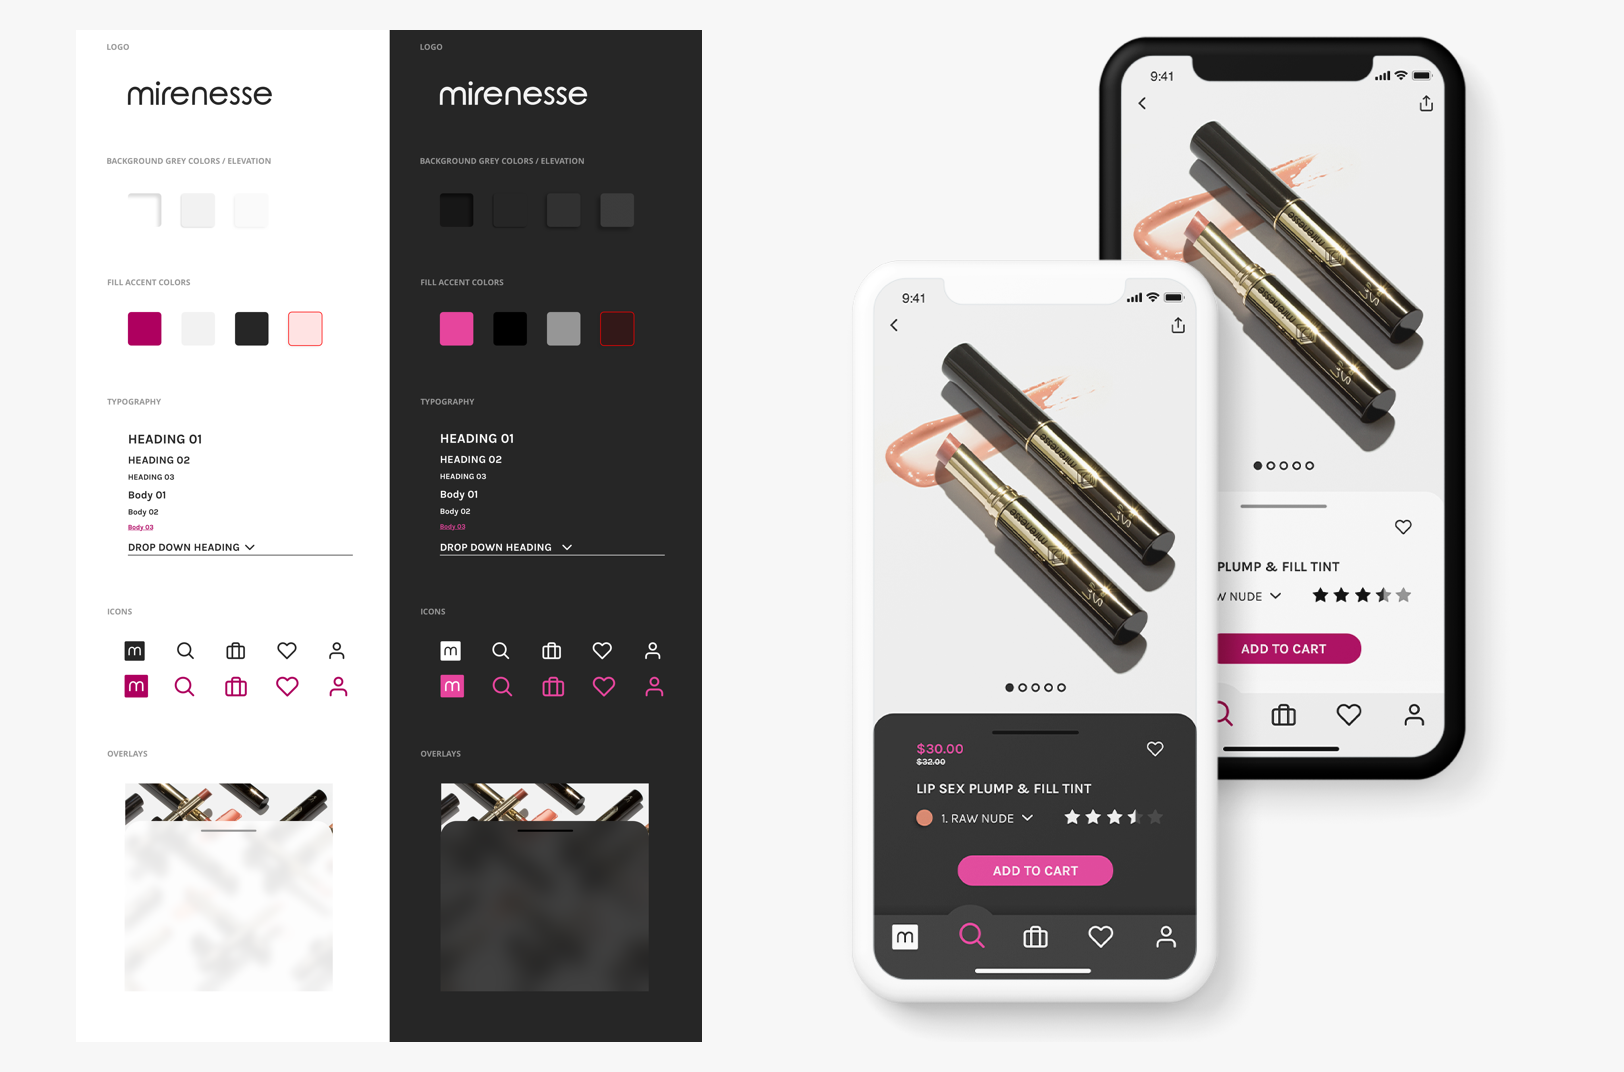 LOGO
mirenesse
BACKGROUND GREY COLORS / ELEVATION
FILL ACCENT COLORS
TYPOGRAPHY
HEADING 01
HEADING 02
HEADING 03
Body 01
Body 02
Body 03
DROP DOWN HEADING
ICONS
m
m
OVERLAYS
LOGO
mirenesse
BACKGROUND GREY COLORS / ELEVATION
FILL ACCENT COLORS
TYPOGRAPHY
HEADING 01
HEADING 02
HEADING 03
Body 01
Body 02
Body 03
DROP DOWN HEADING
ICONS
m
m
OVERLAYS
9:41
mirenesse
mirenesse
$30.00
$32.00
LIP SEX PLUMP & FILL TINT
1. RAW NUDE
ADD TO CART
m
9:41
mirenesse
mirenesse
PLUMP & FILL TINT
W NUDE
ADD TO CART